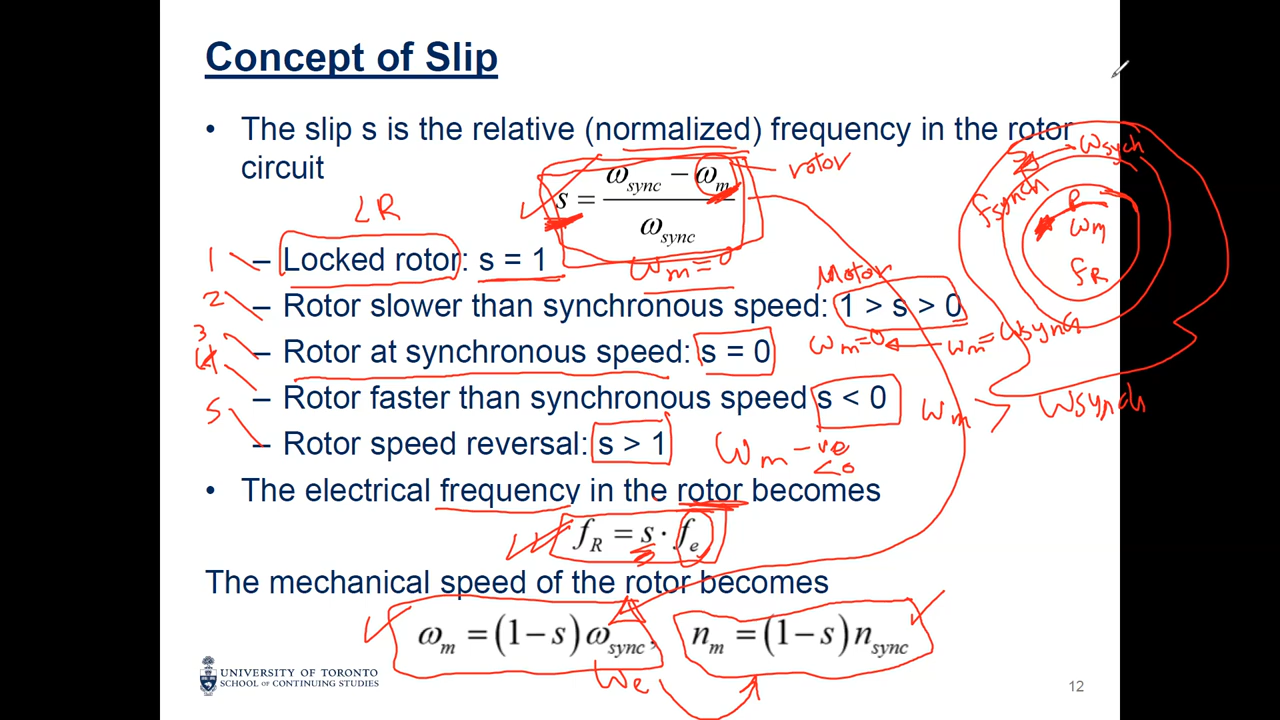 Concept of Slip
• The slip s is the relative (normalized) frequency in the rotor
circuit
s = (ω_sync − ω_m) / ω_sync
rotor
LR
ω_sych
f_synch
R
ω_m
f_R
1 – Locked rotor: s = 1
ω_m = 0
Motor
2 – Rotor slower than synchronous speed: 1 > s > 0
ω_m = 0 ← ω_m = ω_synch
3 – Rotor at synchronous speed: s = 0
4 – Rotor faster than synchronous speed s < 0
ω_m > ω_synch
5 – Rotor speed reversal: s > 1
ω_m -ve
<0
• The electrical frequency in the rotor becomes
f_R = s · f_e
The mechanical speed of the rotor becomes
ω_m = (1−s) ω_sync, n_m = (1−s) n_sync
ω_e
UNIVERSITY OF TORONTO
SCHOOL OF CONTINUING STUDIES
12